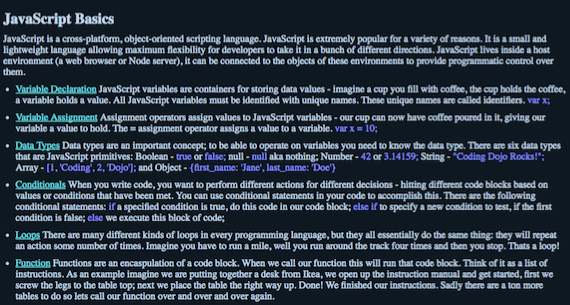 JavaScript Basics
JavaScript is a cross-platform, object-oriented scripting language. JavaScript is extremely popular for a variety of reasons. It is a small and
lightweight language allowing maximum flexibility for developers to take it in a bunch of different directions. JavaScript lives inside a host
environment (a web browser or Node server), it can be connected to the objects of these environments to provide programmatic control over
them.
• Variable Declaration JavaScript variables are containers for storing data values - imagine a cup you fill with coffee, the cup holds the coffee,
a variable holds a value. All JavaScript variables must be identified with unique names. These unique names are called identifiers. var x;
• Variable Assignment Assignment operators assign values to JavaScript variables - our cup can now have coffee poured in it, giving our
variable a value to hold. The = assignment operator assigns a value to a variable. var x = 10;
• Data Types Data types are an important concept; to be able to operate on variables you need to know the data type. There are six data types
that are JavaScript primitives: Boolean - true or false; null - null aka nothing; Number - 42 or 3.14159; String - "Coding Dojo Rocks!";
Array - [1, 'Coding', 2, 'Dojo']; and Object - {first_name: 'Jane', last_name: 'Doe'}
• Conditionals When you write code, you want to perform different actions for different decisions - hitting different code blocks based on
values or conditions that have been met. You can use conditional statements in your code to accomplish this. There are the following
conditional statements: if a specified condition is true, do this code in our code block; else if to specify a new condition to test, if the first
condition is false; else we execute this block of code;
• Loops There are many different kinds of loops in every programming language, but they all essentially do the same thing: they will repeat
an action some number of times. Imagine you have to run a mile, well you run around the track four times and then you stop. Thats a loop!
• Function Functions are an encapsulation of a code block. When we call our function this will run that code block. Think of it as a list of
instructions. As an example imagine we are putting together a desk from Ikea, we open up the instruction manual and get started, first we
screw the legs to the table top; next we place the table the right way up. Done! We finished our instructions. Sadly there are a ton more
tables to do so lets call our function over and over and over again.